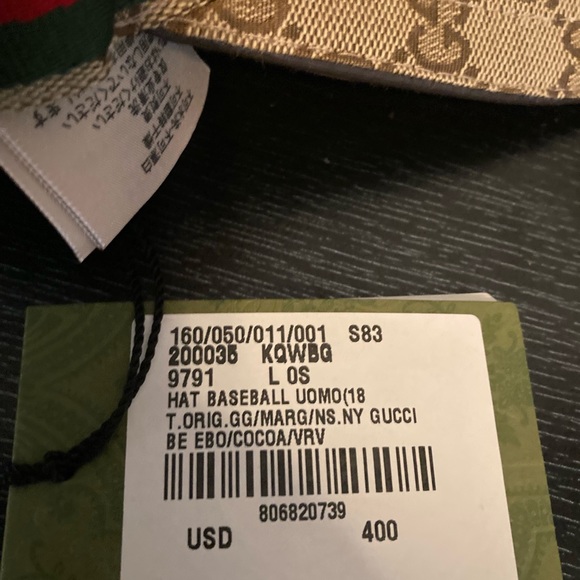 160/050/011/001 S83
200035 KQWBG
9791 L OS
HAT BASEBALL UOMO(18
T.ORIG.GG/MARG/NS.NY GUCCI
BE EBO/COCOA/VRV
806820739
USD 400